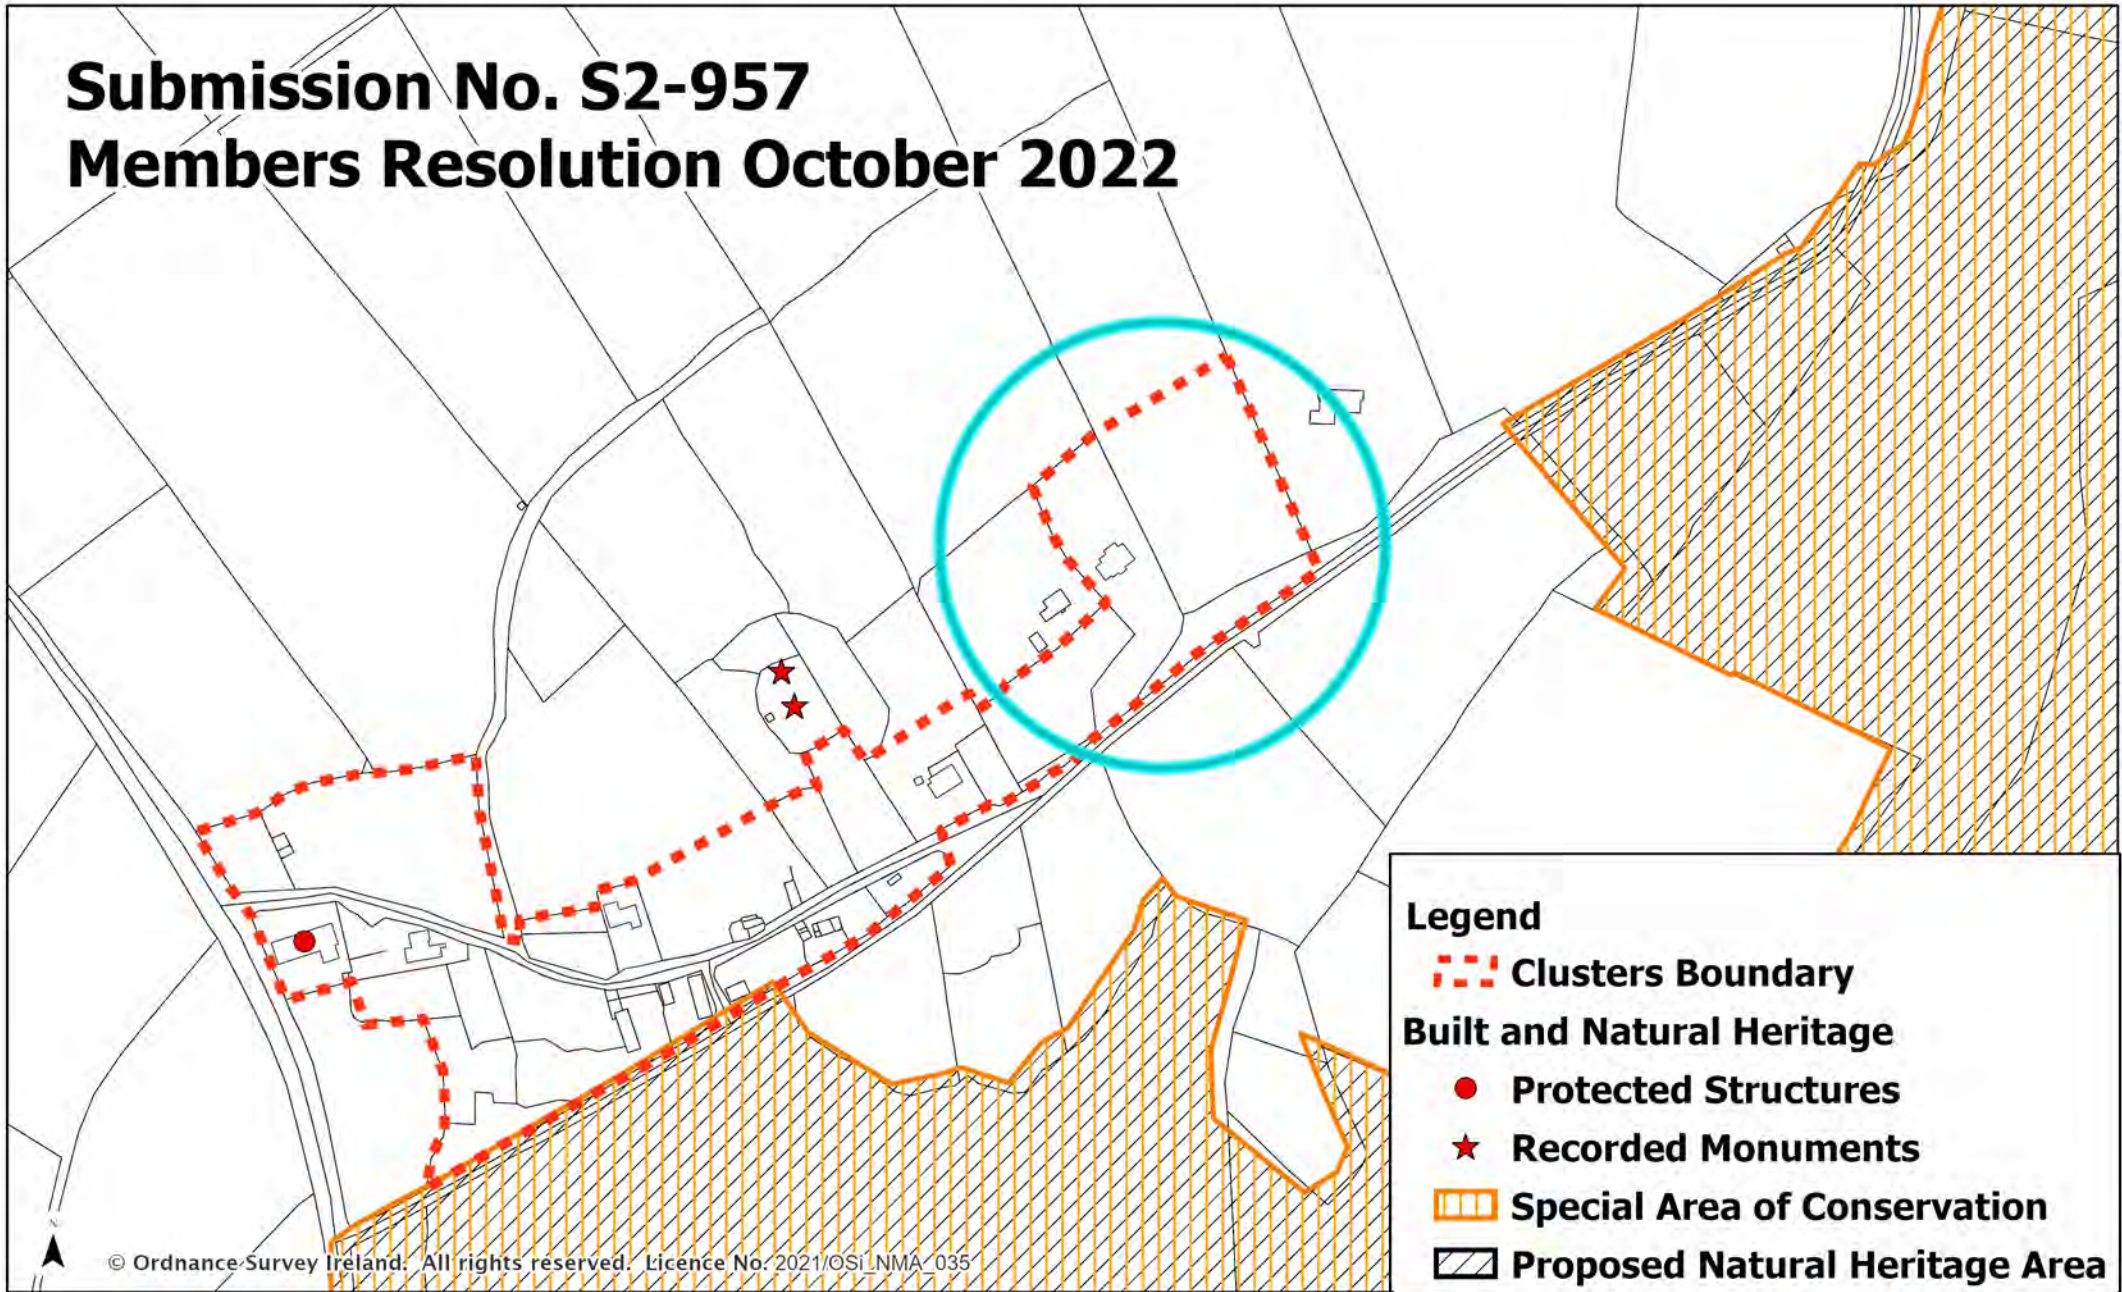 Submission No. S2-957
Members Resolution October 2022
Legend
Clusters Boundary
Built and Natural Heritage
Protected Structures
Recorded Monuments
Special Area of Conservation
Proposed Natural Heritage Area
© Ordnance Survey Ireland. All rights reserved. Licence No. 2021/OSi_NMA_035